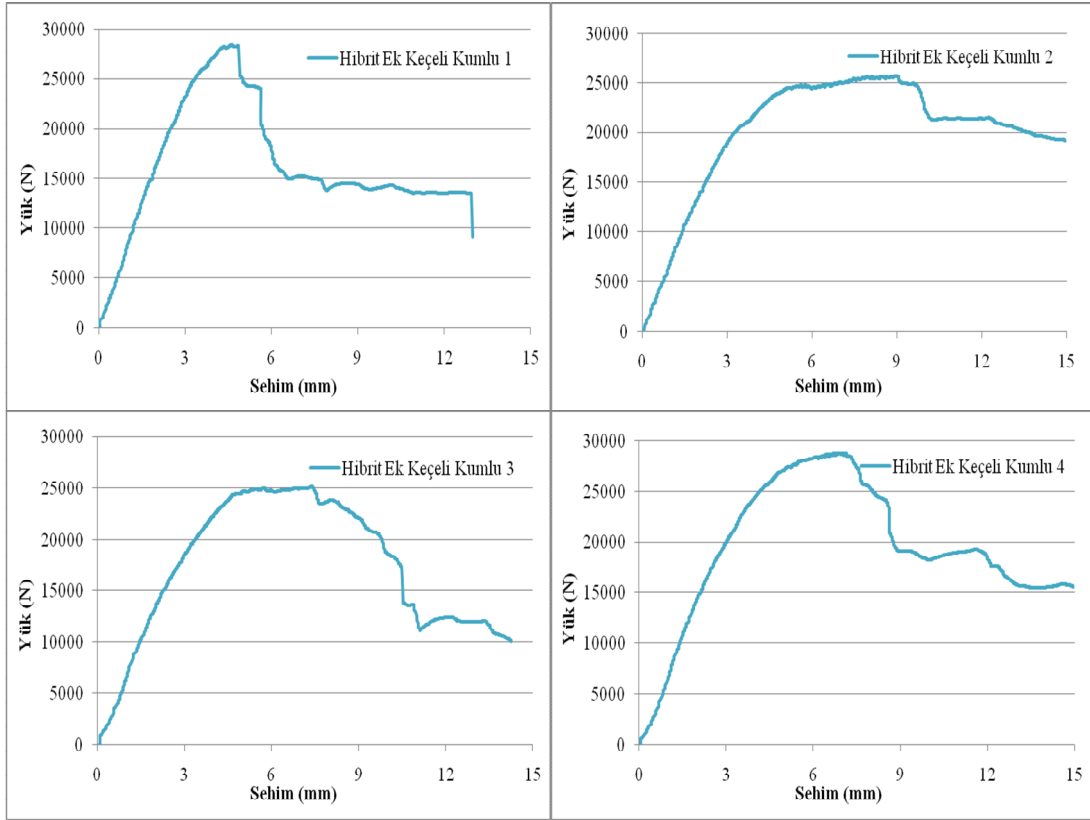 Hibrit Ek Keçeli Kumlu 1
30000
25000
20000
15000
10000
5000
0
Yük (N)
0 3 6 9 12 15
Sehim (mm)
Hibrit Ek Keçeli Kumlu 2
30000
25000
20000
15000
10000
5000
0
Yük (N)
0 3 6 9 12 15
Sehim (mm)
Hibrit Ek Keçeli Kumlu 3
30000
25000
20000
15000
10000
5000
0
Yük (N)
0 3 6 9 12 15
Sehim (mm)
Hibrit Ek Keçeli Kumlu 4
30000
25000
20000
15000
10000
5000
0
Yük (N)
0 3 6 9 12 15
Sehim (mm)